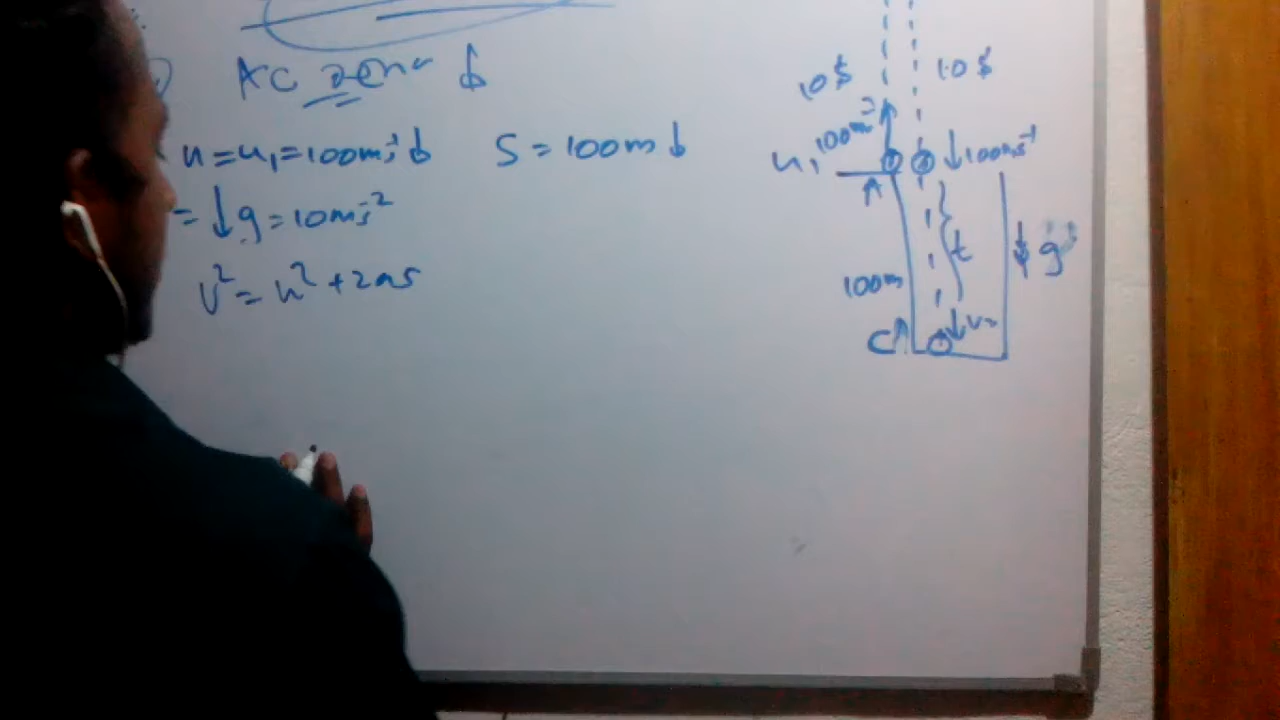 AC ↓
u = u₁ = 100ms⁻¹ ↓ S = 100m ↓
= ↓ g = 10ms⁻²
v² = u² + 2as
10s
10s
100ms⁻¹
u₁
↓ 100ms⁻¹
A
t
↓ g
100m
C
↓ v=